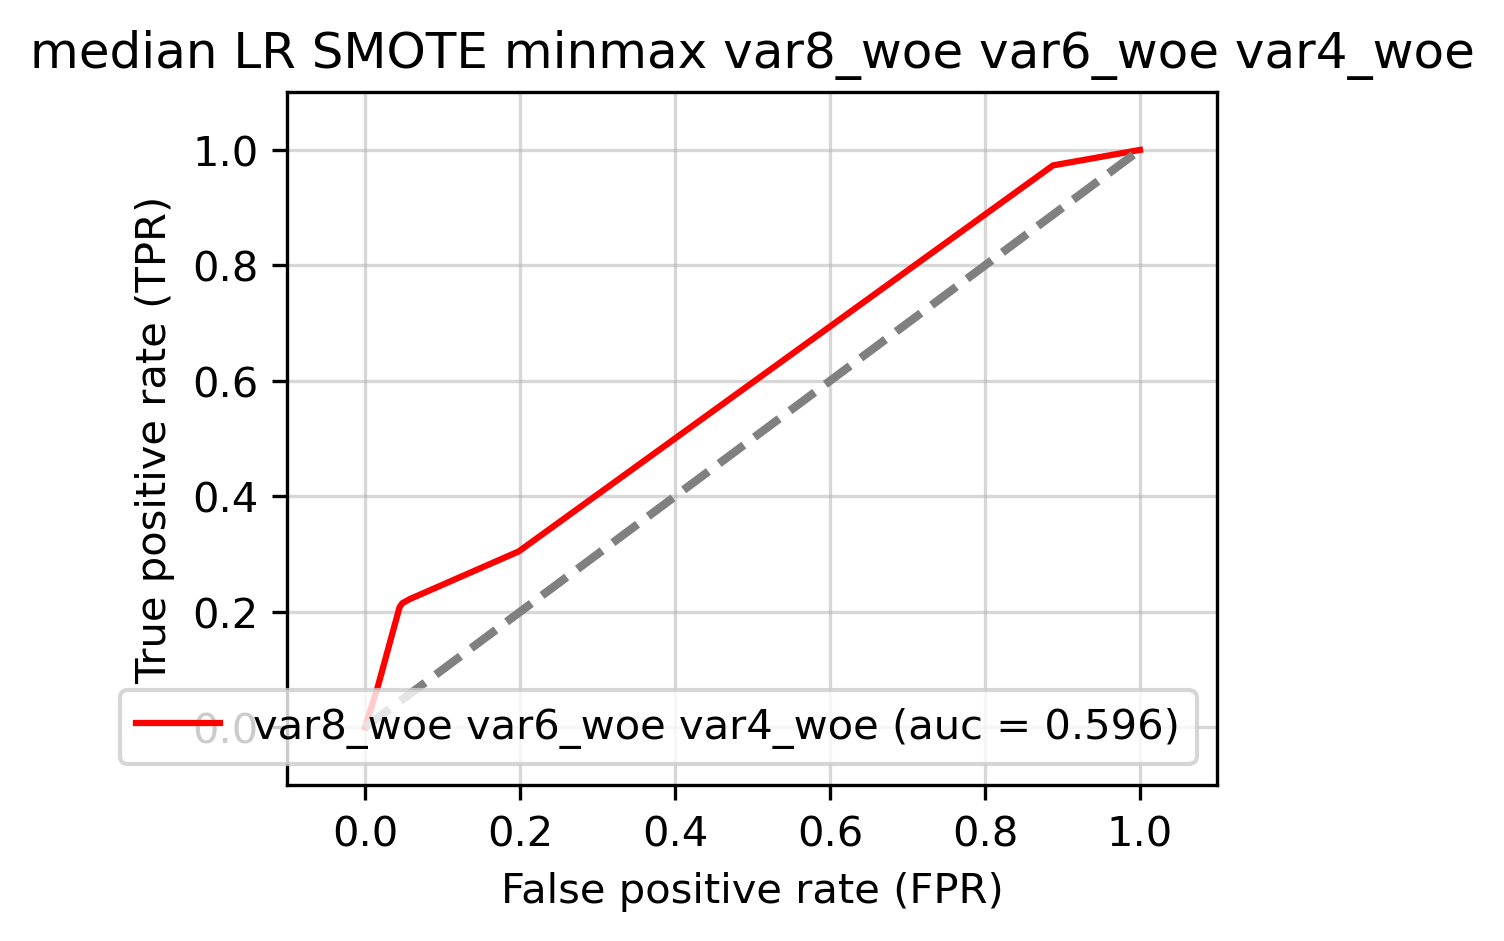 median LR SMOTE minmax var8_woe var6_woe var4_woe
True positive rate (TPR)
1.0
0.8
0.6
0.4
0.2
0.0
var8_woe var6_woe var4_woe (auc = 0.596)
0.0 0.2 0.4 0.6 0.8 1.0
False positive rate (FPR)